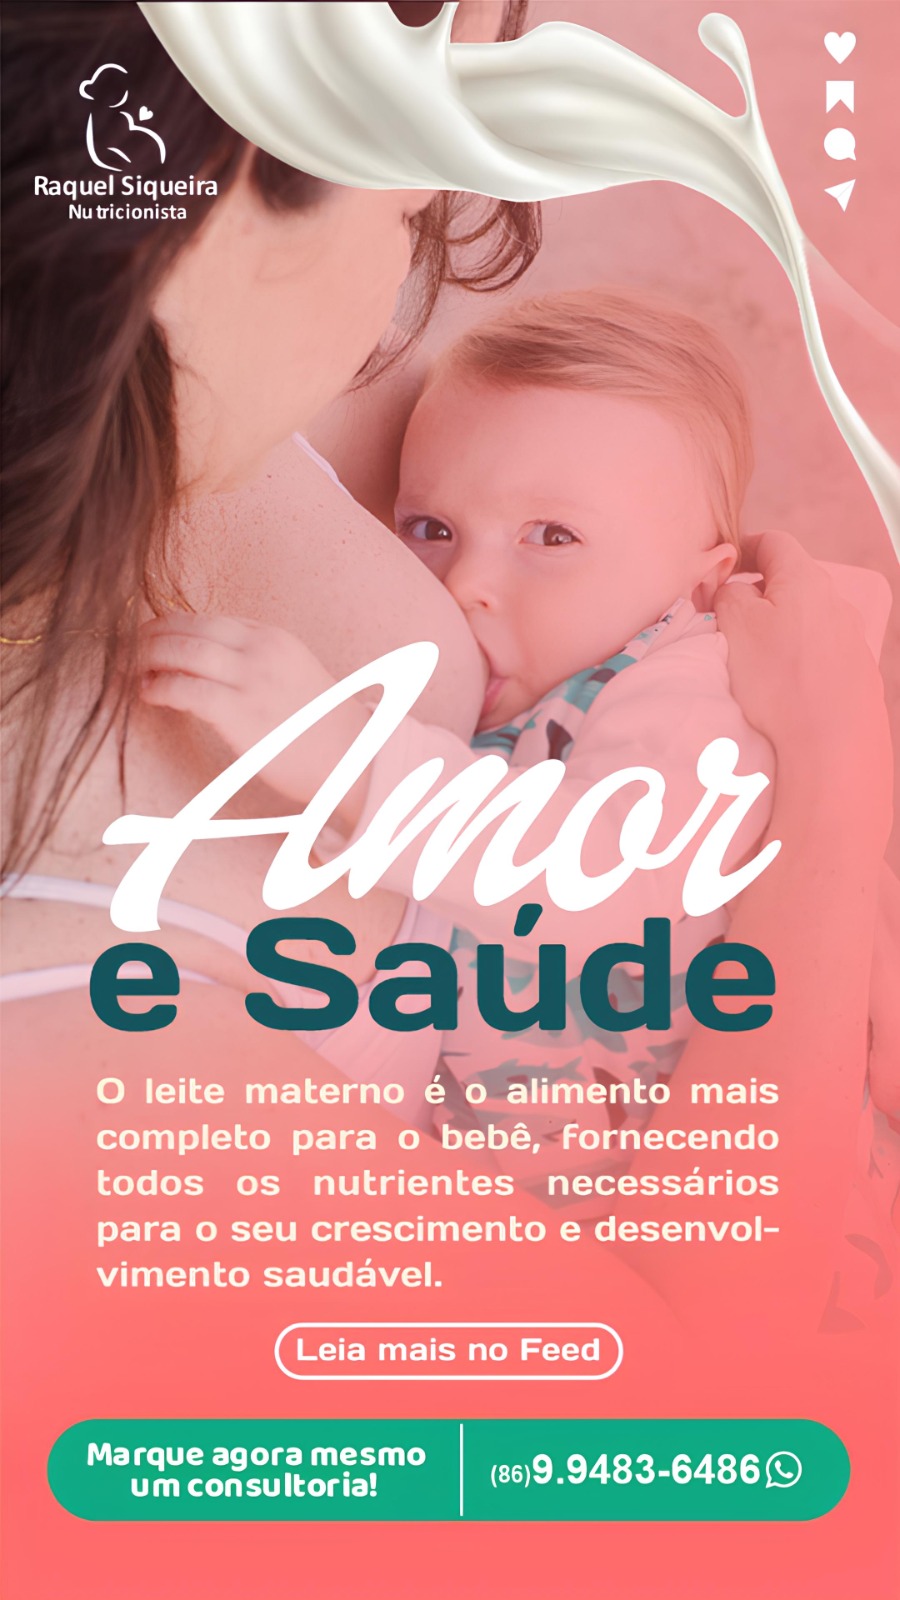 Raquel Siqueira
Nutricionista
Amor
e Saúde
O leite materno é o alimento mais
completo para o bebê, fornecendo
todos os nutrientes necessários
para o seu crescimento e desenvol-
vimento saudável.
Leia mais no Feed
Marque agora mesmo
um consultoria!
(86)9.9483-6486